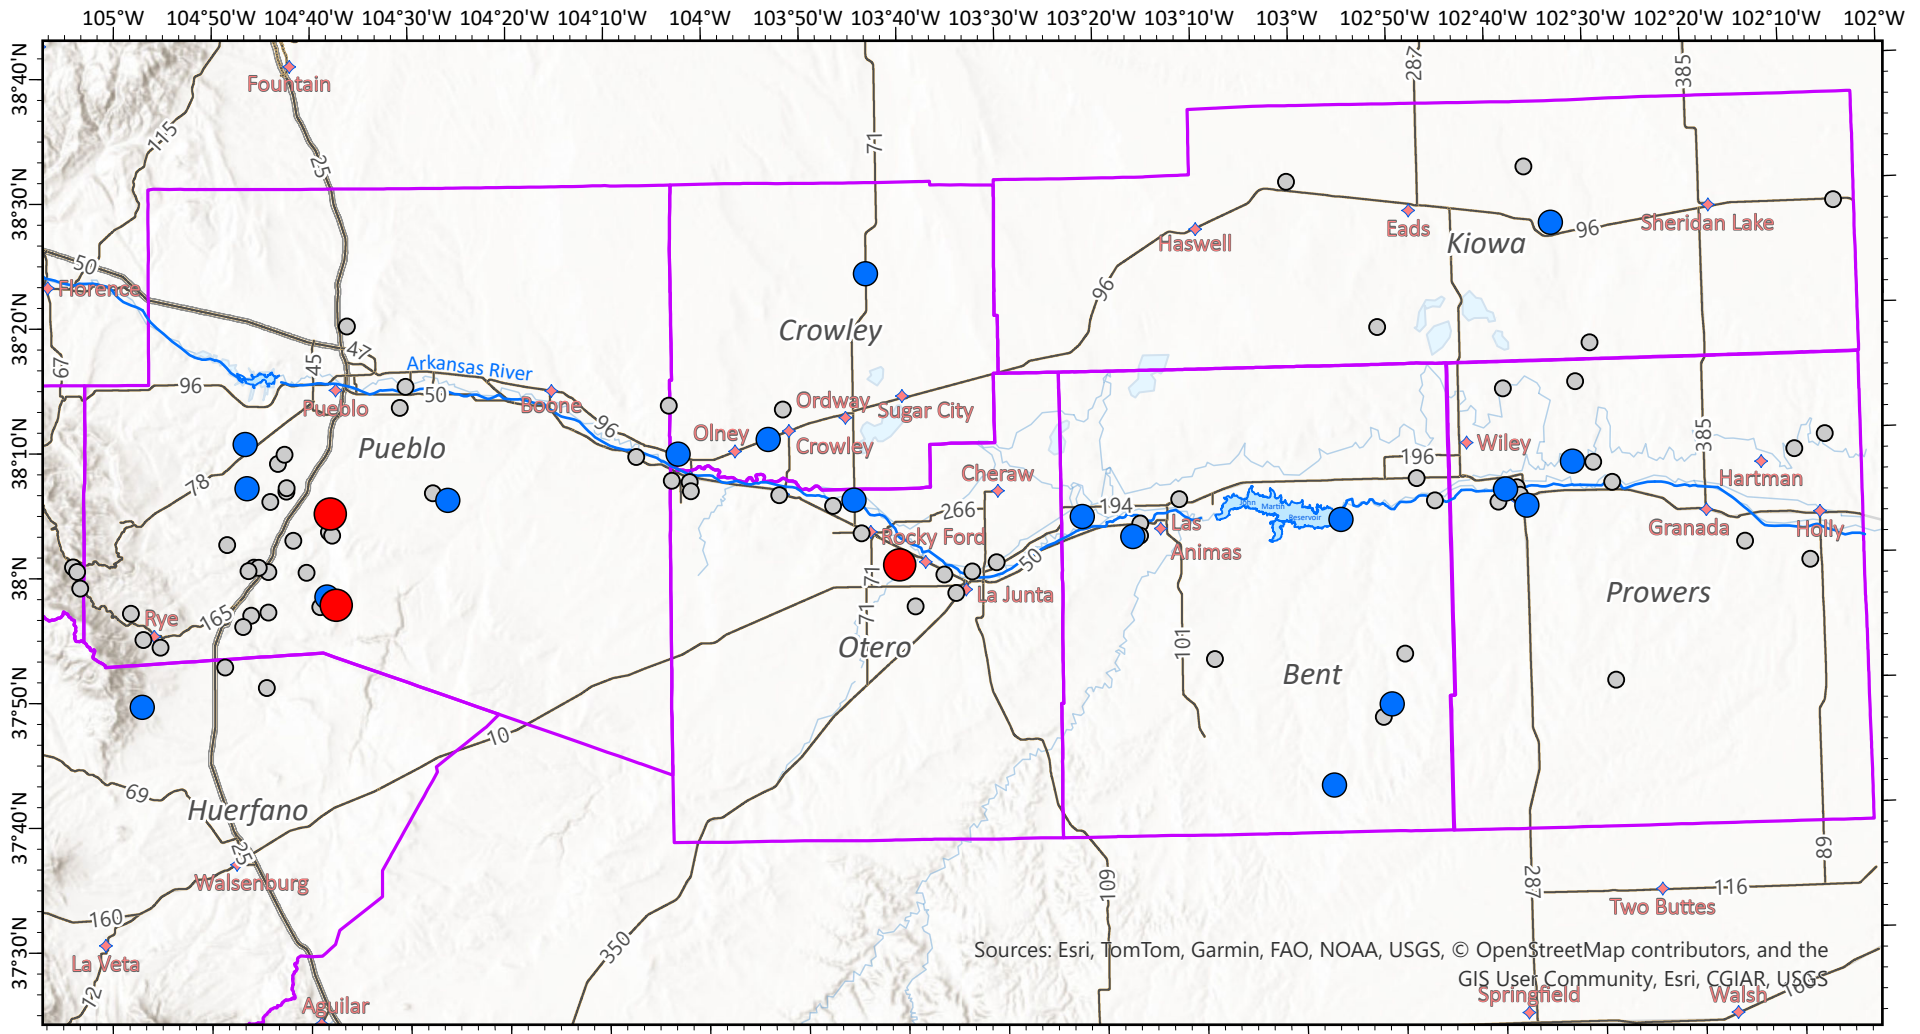 105°W 104°50'W 104°40'W 104°30'W 104°20'W 104°10'W 104°W 103°50'W 103°40'W 103°30'W 103°20'W 103°10'W 103°W 102°50'W 102°40'W 102°30'W 102°20'W 102°10'W 102°W
38°40'N
38°30'N
38°20'N
38°10'N
38°N
37°50'N
37°40'N
37°30'N
Fountain
115
25
71
287
385
Haswell
Eads
Kiowa
96
Sheridan Lake
50
Florence
96
Crowley
67
96
45
47
Arkansas River
Pueblo
50
Boone
96
Ordway
Sugar City
Olney
Crowley
Pueblo
78
Cheraw
266
194
196
Wiley
385
Hartman
John Martin Reservoir
Granada
Holly
Las
Animas
Rocky Ford
50
71
La Junta
71
Otero
101
Bent
Prowers
Rye
165
10
69
Huerfano
25
Walsenburg
160
La Veta
12
Aguilar
350
109
287
89
116
Two Buttes
Sources: Esri, TomTom, Garmin, FAO, NOAA, USGS, © OpenStreetMap contributors, and the
GIS User Community, Esri, CGIAR, USGS
Springfield
Walsh
160